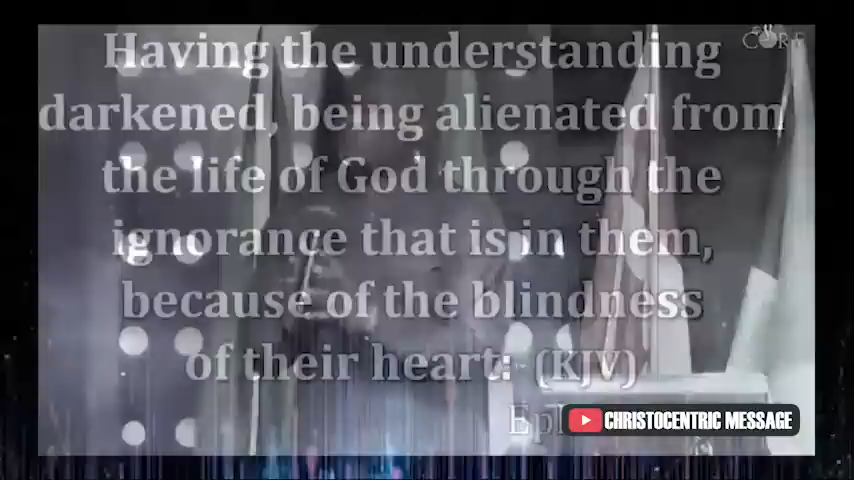 Having the understanding
darkened, being alienated from
the life of God through the
ignorance that is in them,
because of the blindness
of their heart: (KJV)
CHRISTOCENTRIC MESSAGE